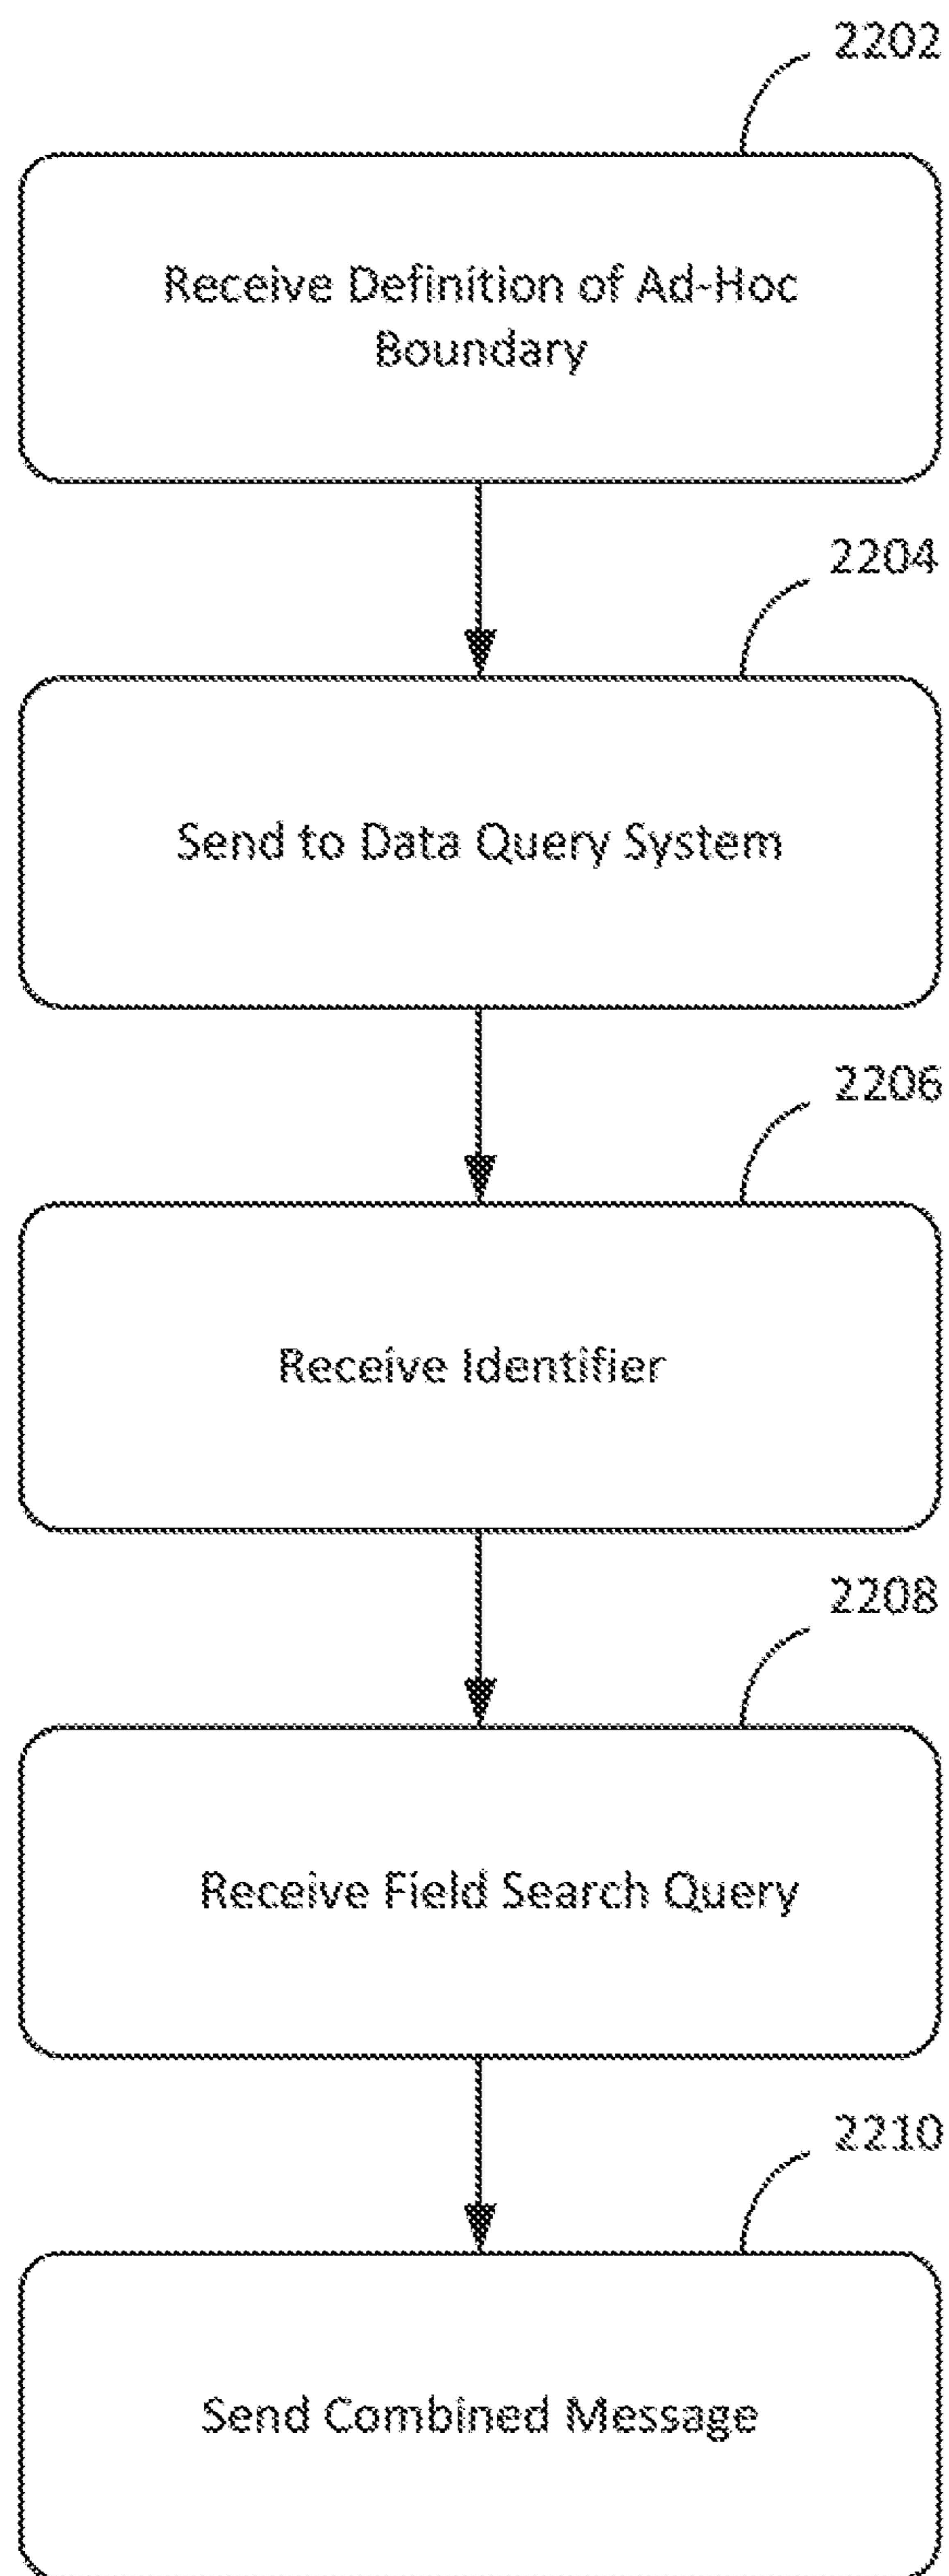 2202
Receive Definition of Ad-Hoc
Boundary
2204
Send to Data Query System
2206
Receive Identifier
2208
Receive Field Search Query
2210
Send Combined Message